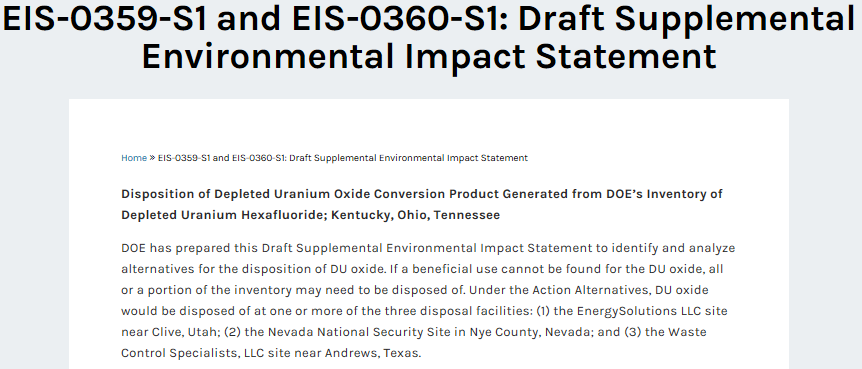 EIS-0359-S1 and EIS-0360-S1: Draft Supplemental
Environmental Impact Statement
Home » EIS-0359-S1 and EIS-0360-S1: Draft Supplemental Environmental Impact Statement
Disposition of Depleted Uranium Oxide Conversion Product Generated from DOE's Inventory of
Depleted Uranium Hexafluoride; Kentucky, Ohio, Tennessee
DOE has prepared this Draft Supplemental Environmental Impact Statement to identify and analyze
alternatives for the disposition of DU oxide. If a beneficial use cannot be found for the DU oxide, all
or a portion of the inventory may need to be disposed of. Under the Action Alternatives, DU oxide
would be disposed of at one or more of the three disposal facilities: (1) the EnergySolutions LLC site
near Clive, Utah; (2) the Nevada National Security Site in Nye County, Nevada; and (3) the Waste
Control Specialists, LLC site near Andrews, Texas.